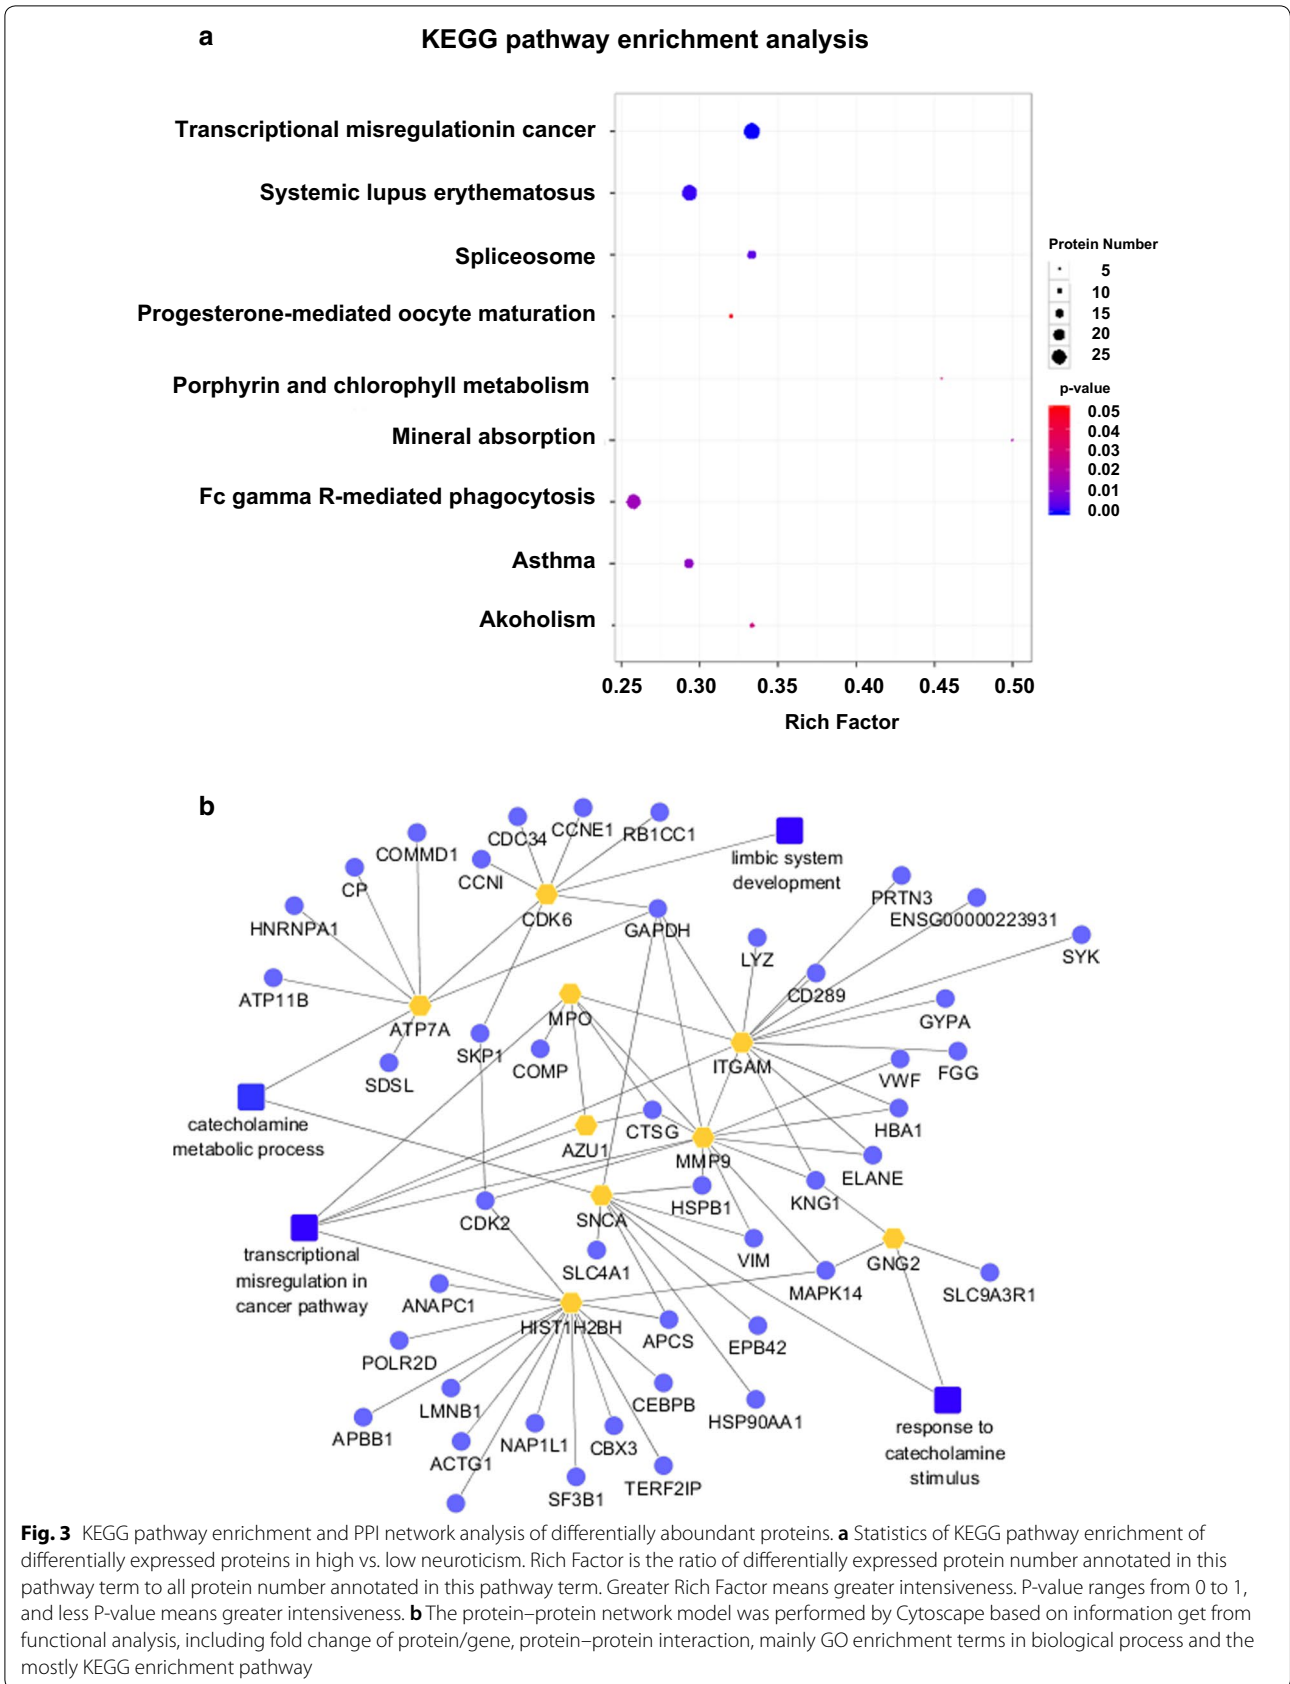 a
KEGG pathway enrichment analysis
Transcriptional misregulationin cancer
Systemic lupus erythematosus
Spliceosome
Progesterone-mediated oocyte maturation
Porphyrin and chlorophyll metabolism
Mineral absorption
Fc gamma R-mediated phagocytosis
Asthma
Akoholism
0.25 0.30 0.35 0.40 0.45 0.50
Rich Factor
Protein Number
5
10
15
20
25
p-value
0.05
0.04
0.03
0.02
0.01
0.00
b
CDC34
CCNE1
RB1CC1
COMMD1
CCNI
CP
limbic system
development
HNRNPA1
CDK6
GAPDH
PRTN3
ENSG00000223931
LYZ
SYK
ATP11B
CD289
ATP7A
MPO
GYPA
SKP1
COMP
ITGAM
SDSL
VWF
FGG
catecholamine
metabolic process
AZU1
CTSG
MMP9
HBA1
ELANE
CDK2
SNCA
HSPB1
KNG1
transcriptional
misregulation in
cancer pathway
SLC4A1
VIM
GNG2
MAPK14
SLC9A3R1
ANAPC1
HIST1H2BH
APCS
EPB42
POLR2D
LMNB1
CEBPB
HSP90AA1
APBB1
ACTG1
NAP1L1
CBX3
SF3B1
TERF2IP
response to
catecholamine
stimulus
Fig. 3 KEGG pathway enrichment and PPI network analysis of differentially aboundant proteins. a Statistics of KEGG pathway enrichment of
differentially expressed proteins in high vs. low neuroticism. Rich Factor is the ratio of differentially expressed protein number annotated in this
pathway term to all protein number annotated in this pathway term. Greater Rich Factor means greater intensiveness. P-value ranges from 0 to 1,
and less P-value means greater intensiveness. b The protein–protein network model was performed by Cytoscape based on information get from
functional analysis, including fold change of protein/gene, protein–protein interaction, mainly GO enrichment terms in biological process and the
mostly KEGG enrichment pathway